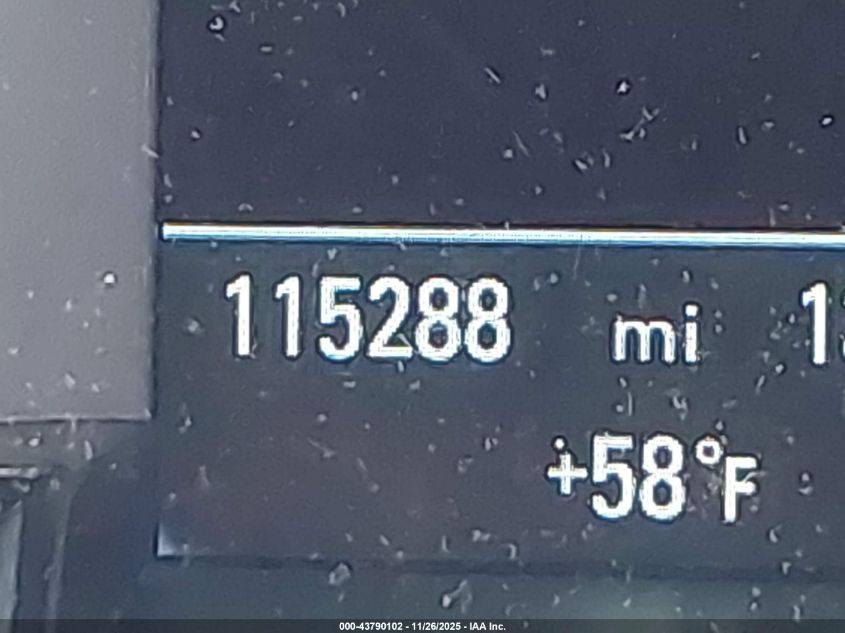 115288 mi
+58°F
000-43790102 - 11/26/2025 - IAA Inc.